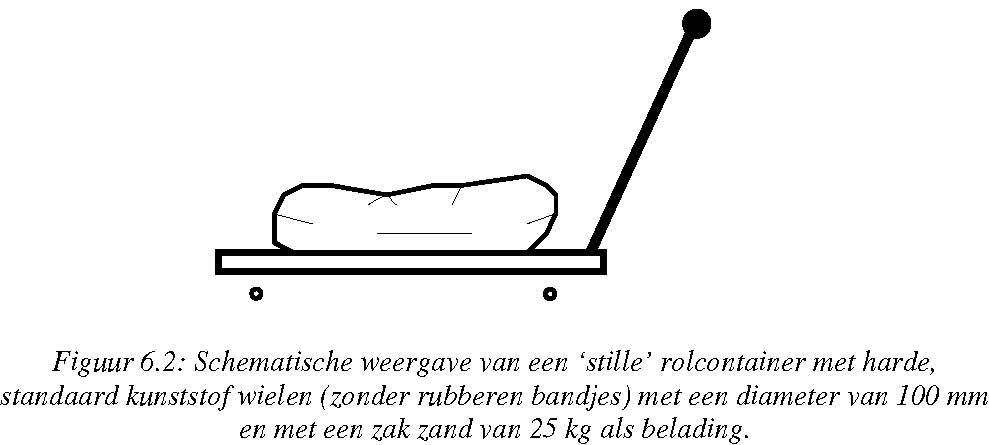 Figuur 6.2: Schematische weergave van een ‘stille’ rolcontainer met harde,
standaard kunststof wielen (zonder rubberen bandjes) met een diameter van 100 mm
en met een zak zand van 25 kg als belading.